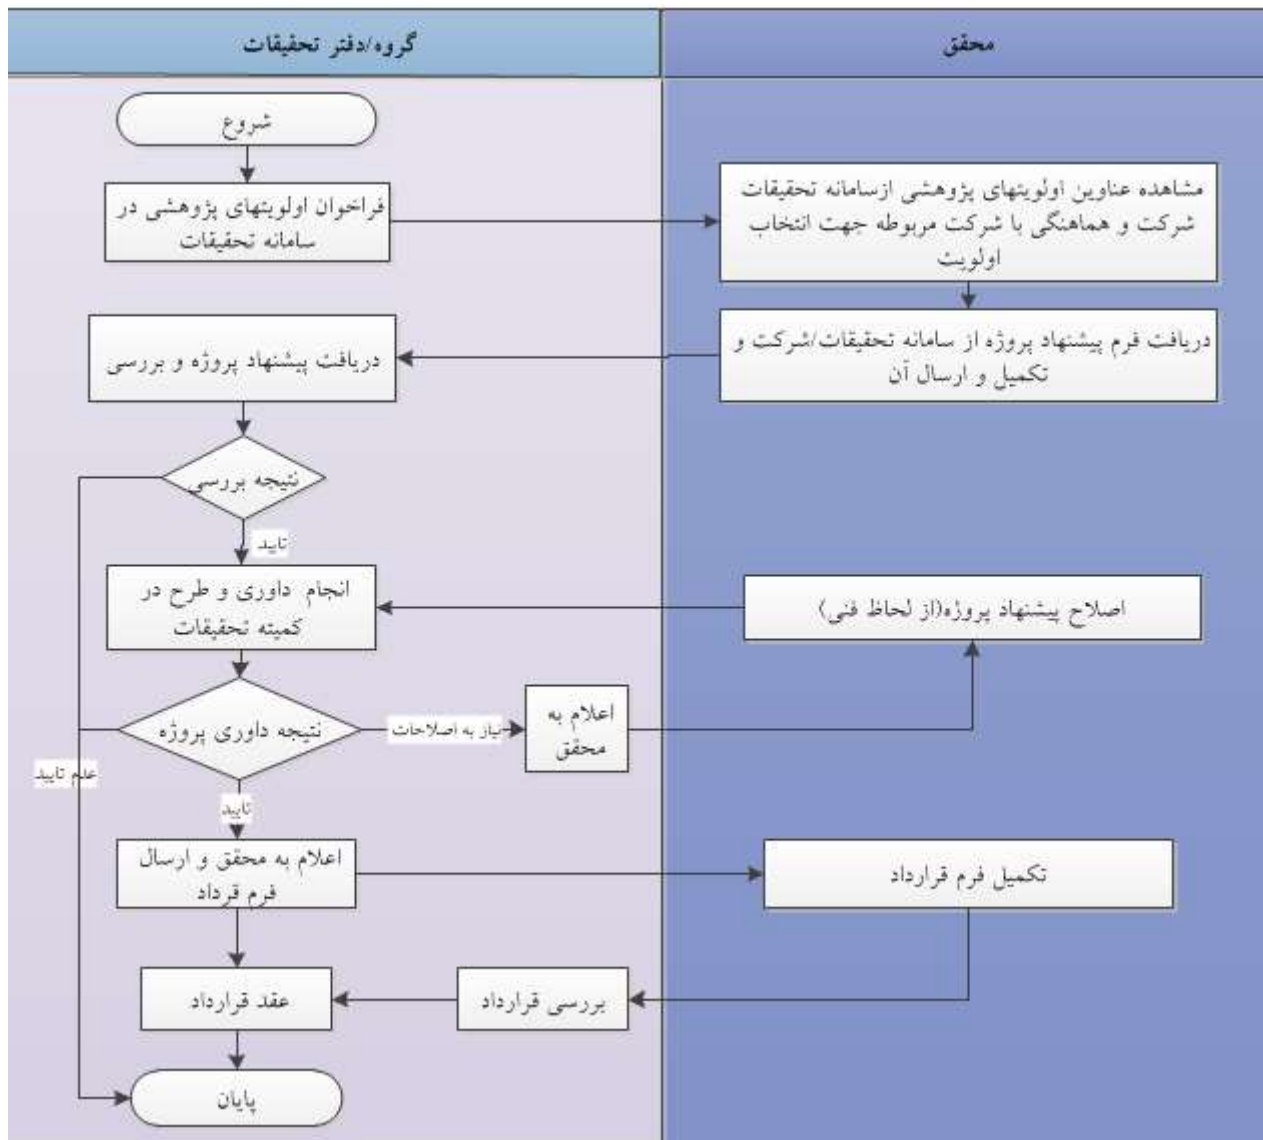 محقق
گروه/دفتر تحقیقات
شروع
فراخوان اولویتهای پژوهشی در
سامانه تحقیقات
مشاهده عناوین اولویتهای پژوهشی ازسامانه تحقیقات
شرکت و هماهنگی با شرکت مربوطه جهت انتخاب
اولویت
دریافت فرم پیشنهاد پروژه از سامانه تحقیقات/شرکت و
تکمیل و ارسال آن
دریافت پیشنهاد پروژه و بررسی
نتیجه بررسی
تایید
انجام داوری و طرح در
کمیته تحقیقات
اصلاح پیشنهاد پروژه(از لحاظ فنی)
نتیجه داوری پروژه
نیاز به اصلاحات
اعلام به
محقق
عدم تایید
تایید
اعلام به محقق و ارسال
فرم قرداد
تکمیل فرم قرارداد
بررسی قرارداد
عقد قرارداد
پایان